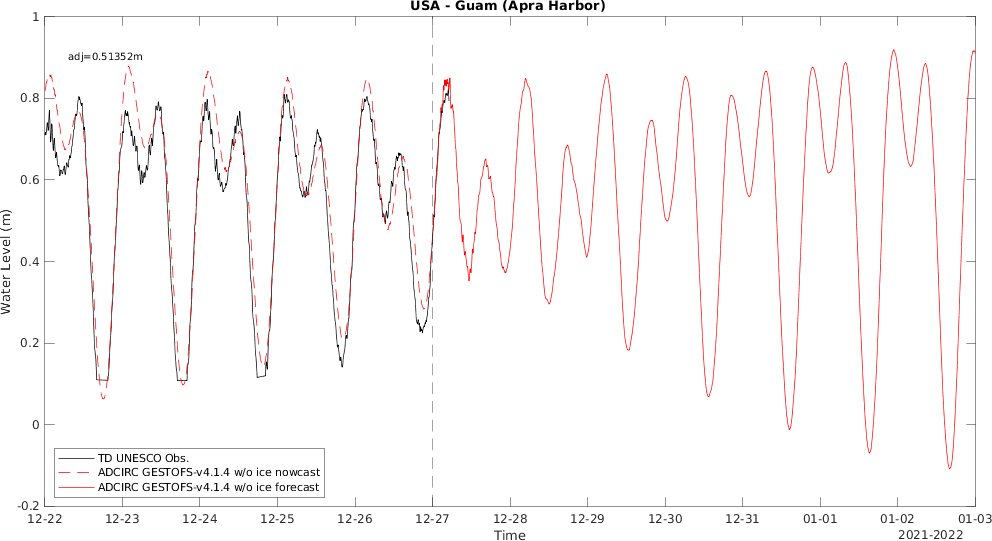 USA - Guam (Apra Harbor)
adj=0.51352m
1
0.8
0.6
0.4
0.2
0
-0.2
Water Level (m)
TD UNESCO Obs.
ADCIRC GESTOFS-v4.1.4 w/o ice nowcast
ADCIRC GESTOFS-v4.1.4 w/o ice forecast
12-22 12-23 12-24 12-25 12-26 12-27 12-28 12-29 12-30 12-31 01-01 01-02 01-03
Time
2021-2022